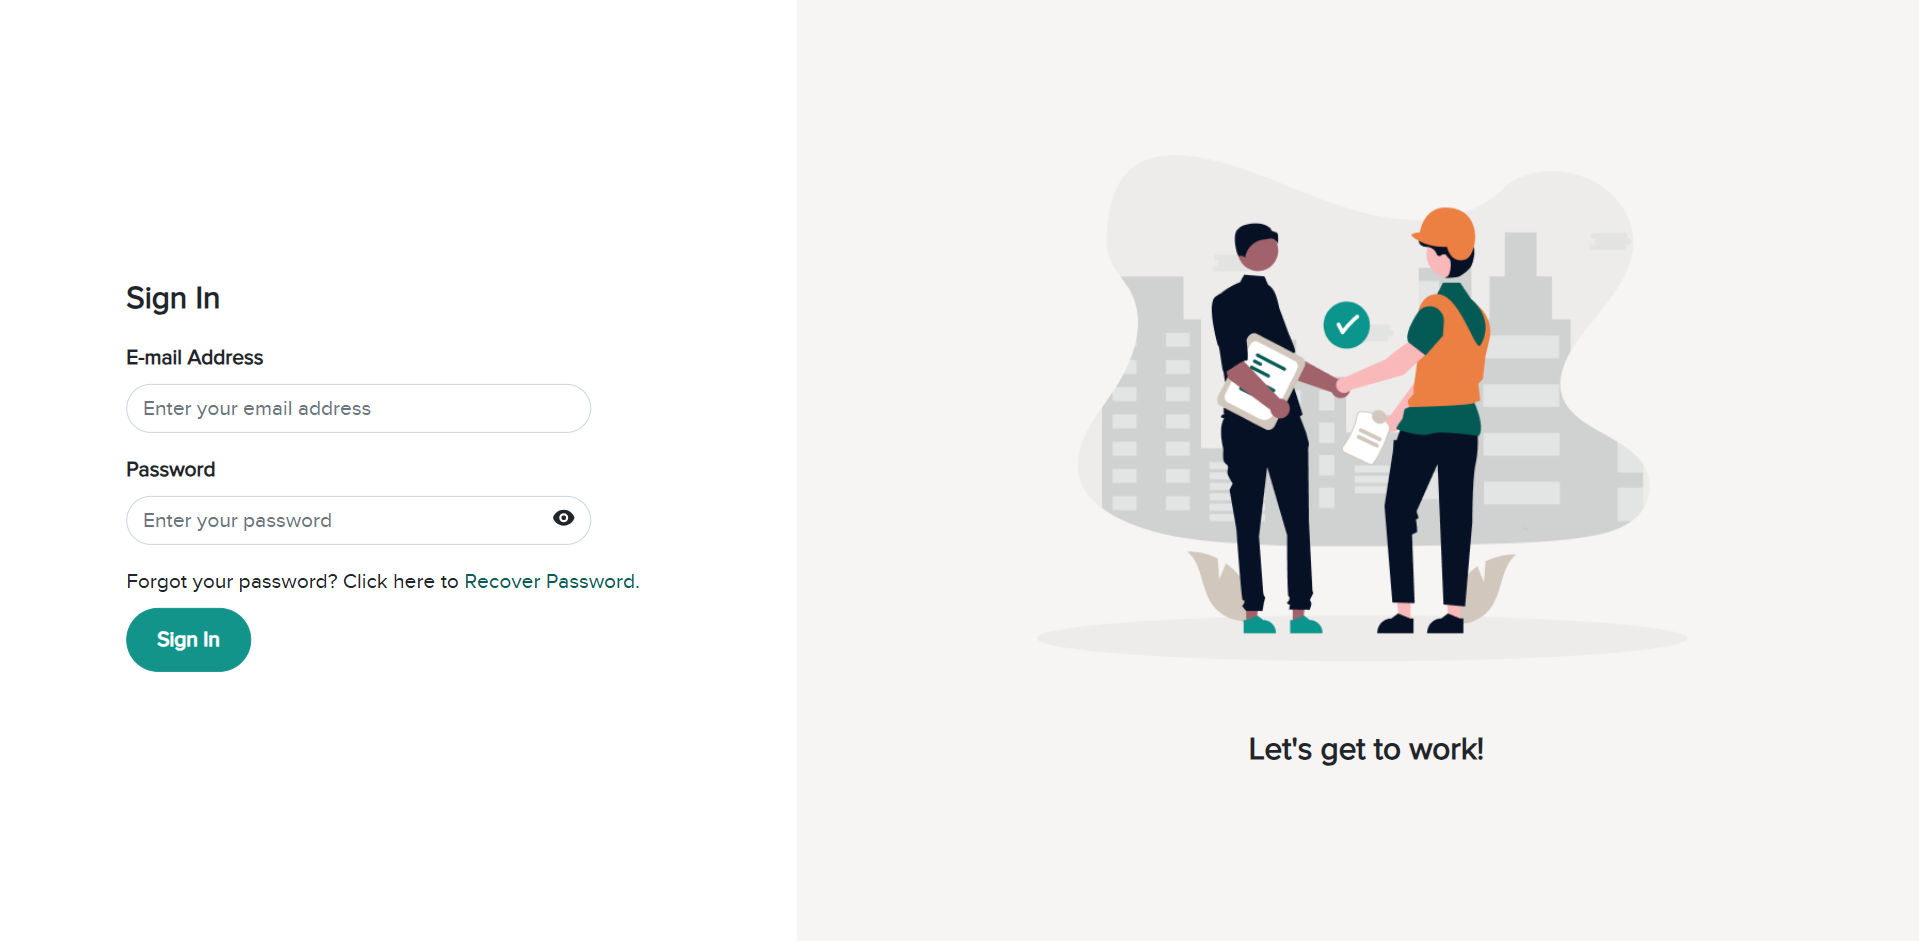 Sign In
E-mail Address
Enter your email address
Password
Enter your password
Forgot your password? Click here to Recover Password.
Sign In
Let's get to work!